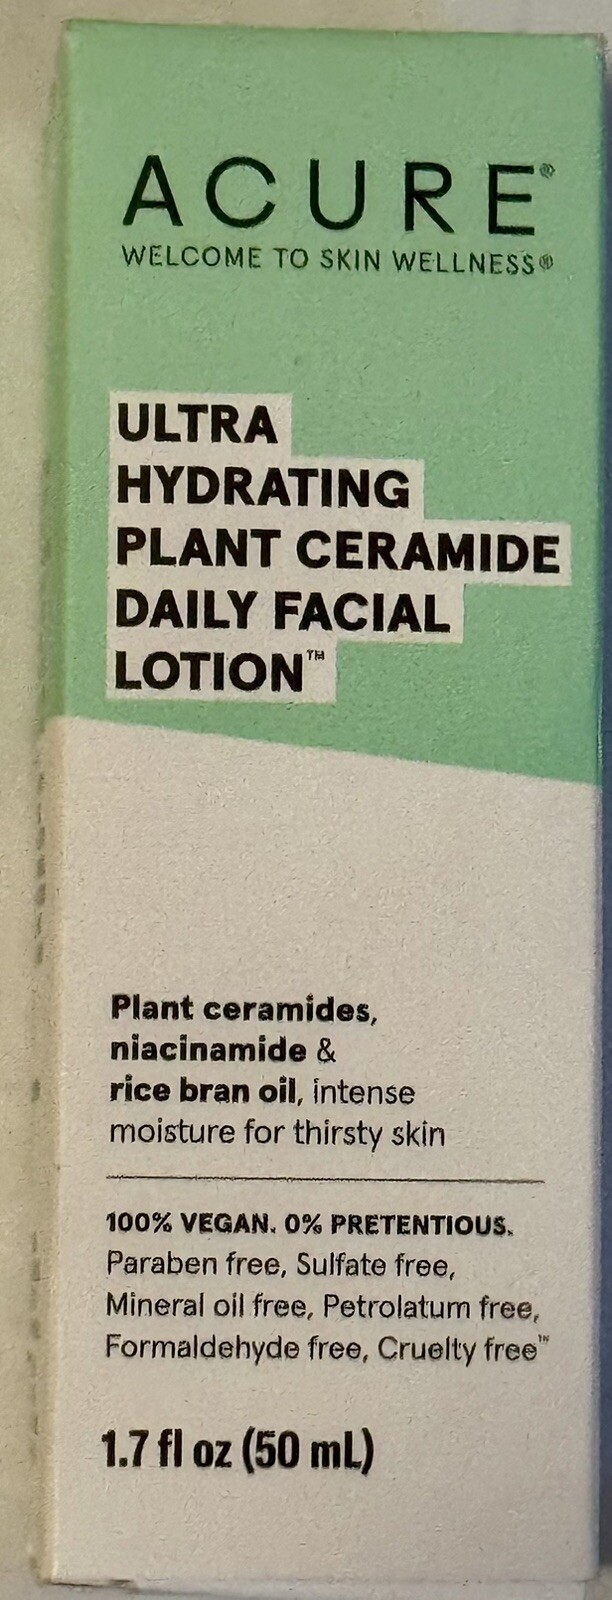 ACURE®
WELCOME TO SKIN WELLNESS®
ULTRA
HYDRATING
PLANT CERAMIDE
DAILY FACIAL
LOTION™
Plant ceramides,
niacinamide &
rice bran oil, intense
moisture for thirsty skin
100% VEGAN. 0% PRETENTIOUS.
Paraben free, Sulfate free,
Mineral oil free, Petrolatum free,
Formaldehyde free, Cruelty free™
1.7 fl oz (50 mL)